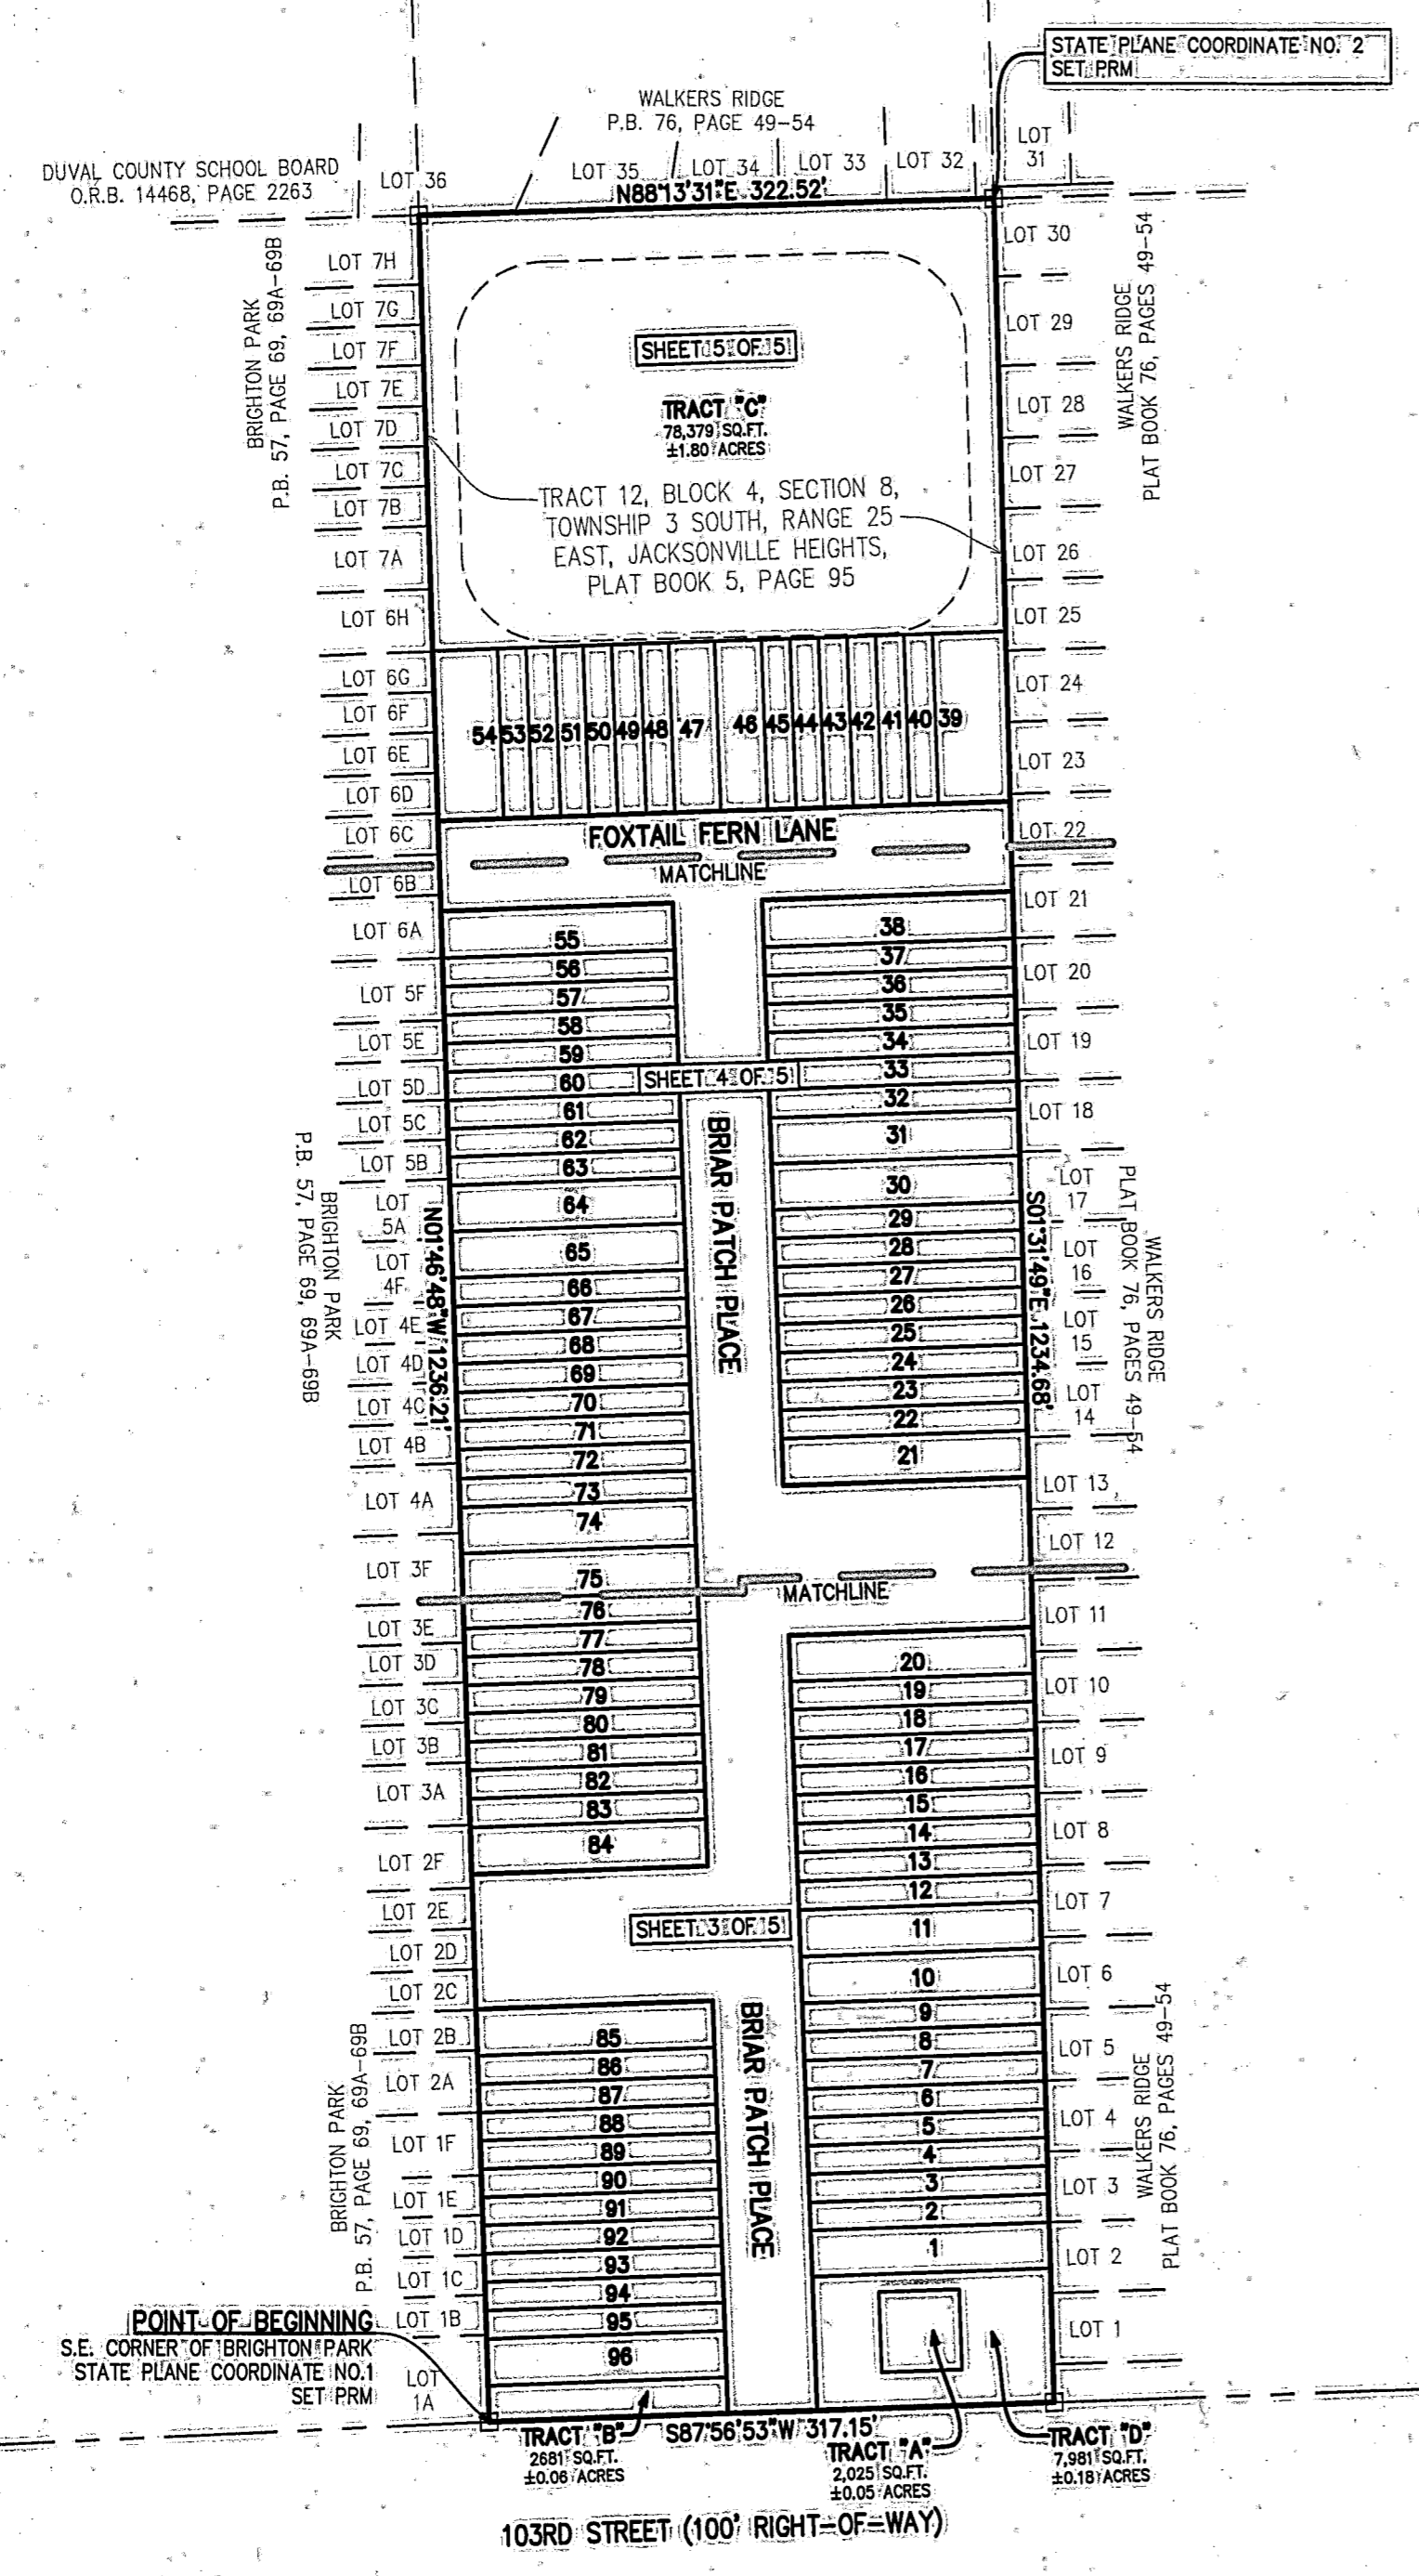 STATE PLANE COORDINATE NO. 2
SET PRM
WALKERS RIDGE
P.B. 76, PAGE 49-54
DUVAL COUNTY SCHOOL BOARD
O.R.B. 14468, PAGE 2263
LOT 36
LOT 35
LOT 34
LOT 33
LOT 32
LOT
31
N88°13'31"E 322.52'
BRIGHTON PARK
P.B. 57, PAGE 69, 69A-69B
LOT 7H
LOT 7G
LOT 7F
LOT 7E
LOT 7D
LOT 7C
LOT 7B
LOT 7A
LOT 6H
LOT 6G
LOT 6F
LOT 6E
LOT 6D
LOT 6C
LOT 6B
LOT 6A
LOT 5F
LOT 5E
LOT 5D
LOT 5C
LOT 5B
LOT
5A
LOT
4F
LOT 4E
LOT 4D
LOT 4C
LOT 4B
LOT 4A
LOT 3F
LOT 3E
LOT 3D
LOT 3C
LOT 3B
LOT 3A
LOT 2F
LOT 2E
LOT 2D
LOT 2C
LOT 2B
LOT 2A
LOT 1F
LOT 1E
LOT 1D
LOT 1C
LOT 1B
LOT
1A
BRIGHTON PARK
P.B. 57, PAGE 69, 69A-69B
N01°46'48"W 1236.21'
BRIGHTON PARK
P.B. 57, PAGE 69, 69A-69B
SHEET 5 OF 5
TRACT "C"
78,379 SQ.FT.
±1.80 ACRES
TRACT 12, BLOCK 4, SECTION 8,
TOWNSHIP 3 SOUTH, RANGE 25
EAST, JACKSONVILLE HEIGHTS,
PLAT BOOK 5, PAGE 95
54 53 52 51 50 49 48 47 46 45 44 43 42 41 40 39
FOXTAIL FERN LANE
MATCHLINE
55
56
57
58
59
60
61
62
63
64
65
66
67
68
69
70
71
72
73
74
75
76
77
78
79
80
81
82
83
84
85
86
87
88
89
90
91
92
93
94
95
96
SHEET 4 OF 5
BRIAR PATCH PLACE
MATCHLINE
SHEET 3 OF 5
BRIAR PATCH PLACE
38
37
36
35
34
33
32
31
30
29
28
27
26
25
24
23
22
21
20
19
18
17
16
15
14
13
12
11
10
9
8
7
6
5
4
3
2
1
LOT 30
LOT 29
LOT 28
LOT 27
LOT 26
LOT 25
LOT 24
LOT 23
LOT 22
LOT 21
LOT 20
LOT 19
LOT 18
LOT
17
LOT
16
LOT
15
LOT
14
LOT 13
LOT 12
LOT 11
LOT 10
LOT 9
LOT 8
LOT 7
LOT 6
LOT 5
LOT 4
LOT 3
LOT 2
LOT 1
WALKERS RIDGE
PLAT BOOK 76, PAGES 49-54
S01°31'49"E 1234.68'
WALKERS RIDGE
PLAT BOOK 76, PAGES 49-54
WALKERS RIDGE
PLAT BOOK 76, PAGES 49-54
POINT OF BEGINNING
S.E. CORNER OF BRIGHTON PARK
STATE PLANE COORDINATE NO.1
SET PRM
TRACT "B"
2681 SQ.FT.
±0.06 ACRES
S87°56'53"W 317.15'
TRACT "A"
2,025 SQ.FT.
±0.05 ACRES
TRACT "D"
7,981 SQ.FT.
±0.18 ACRES
103RD STREET (100' RIGHT-OF-WAY)